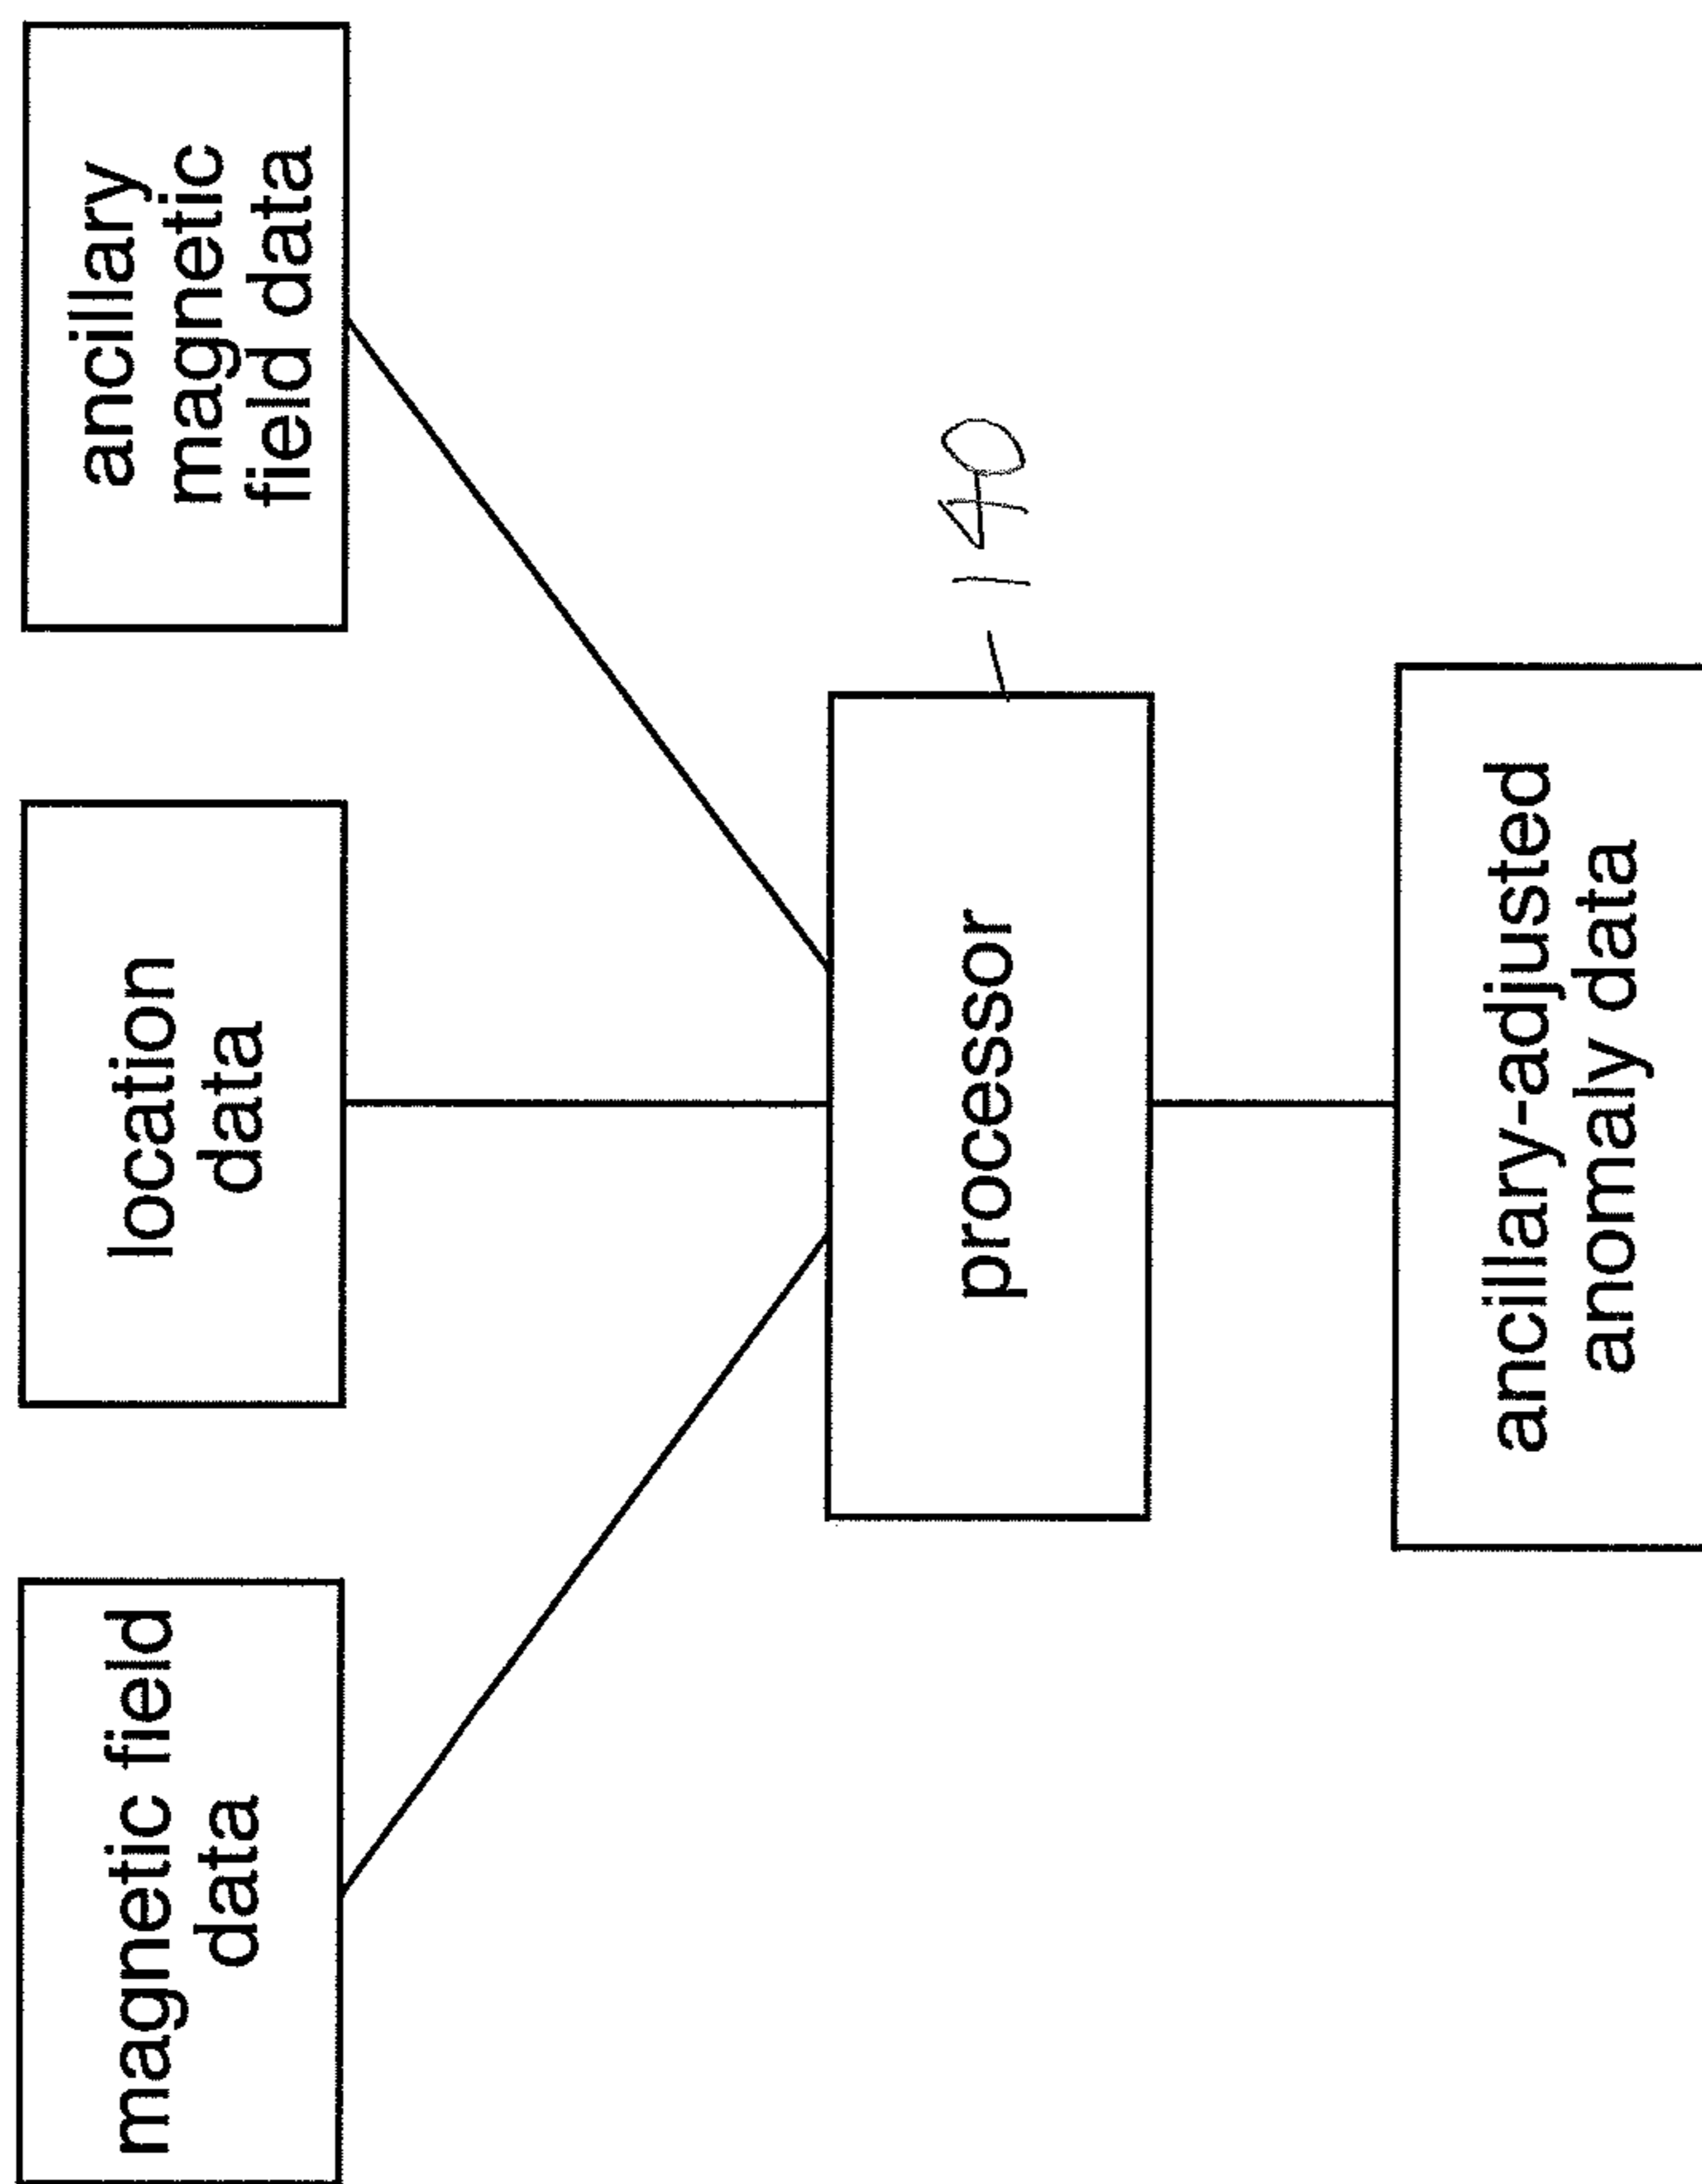 magnetic field
data
location
data
ancillary
magnetic
field data
processor
140
ancillary-adjusted
anomaly data